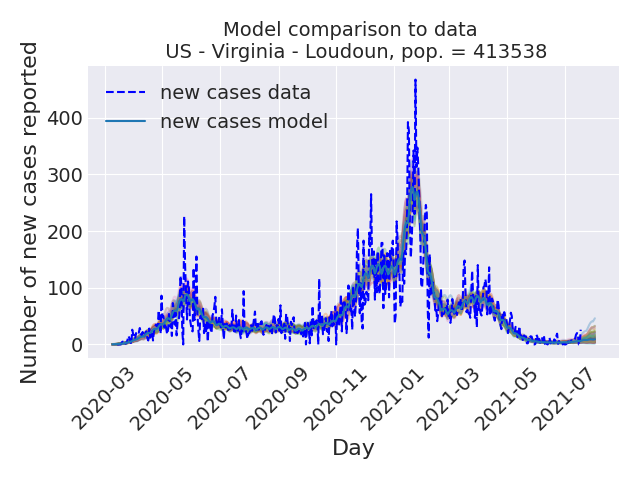 Model comparison to data
US - Virginia - Loudoun, pop. = 413538
new cases data
new cases model
Number of new cases reported
400
300
200
100
0
2020-03
2020-05
2020-07
2020-09
2020-11
2021-01
2021-03
2021-05
2021-07
Day